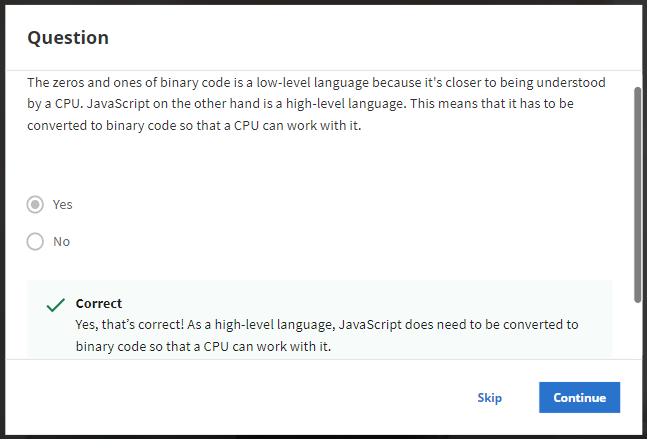 Question
The zeros and ones of binary code is a low-level language because it's closer to being understood
by a CPU. JavaScript on the other hand is a high-level language. This means that it has to be
converted to binary code so that a CPU can work with it.
Yes
No
Correct
Yes, that's correct! As a high-level language, JavaScript does need to be converted to
binary code so that a CPU can work with it.
Skip
Continue